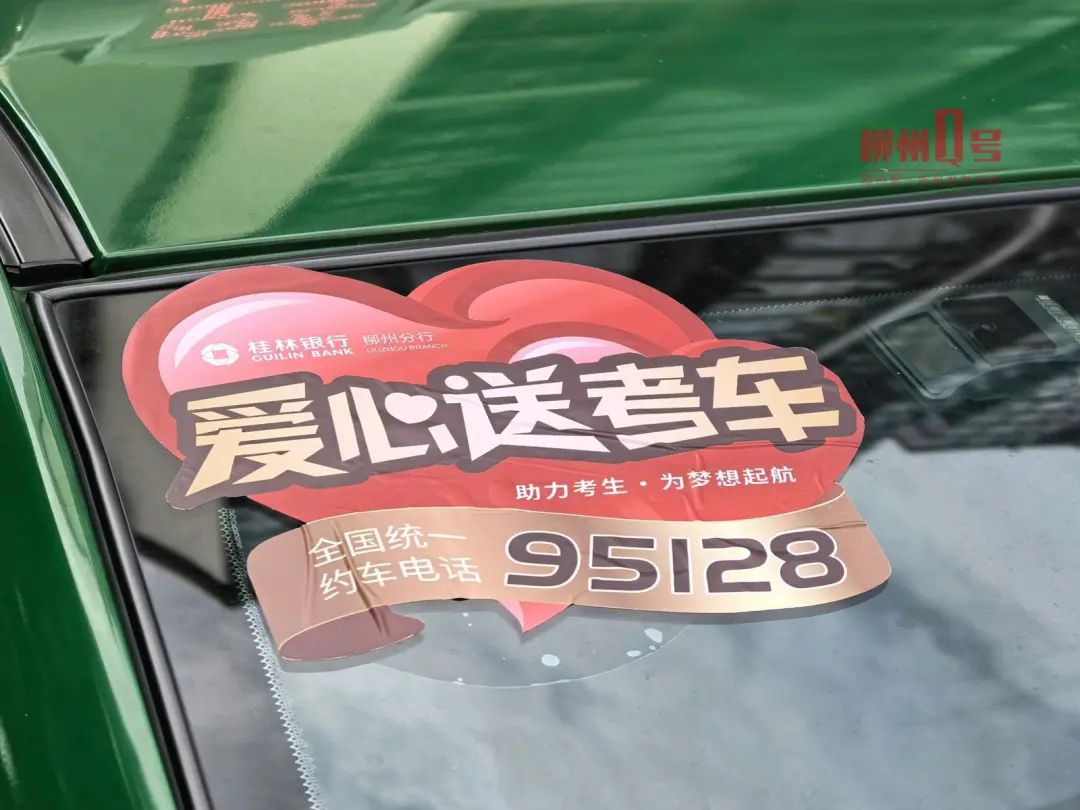 柳州Q号
桂林银行 柳州分行
GUILIN BANK LIUZHOU BRANCH
爱心送考车
助力考生·为梦想起航
全国统一
约车电话 95128